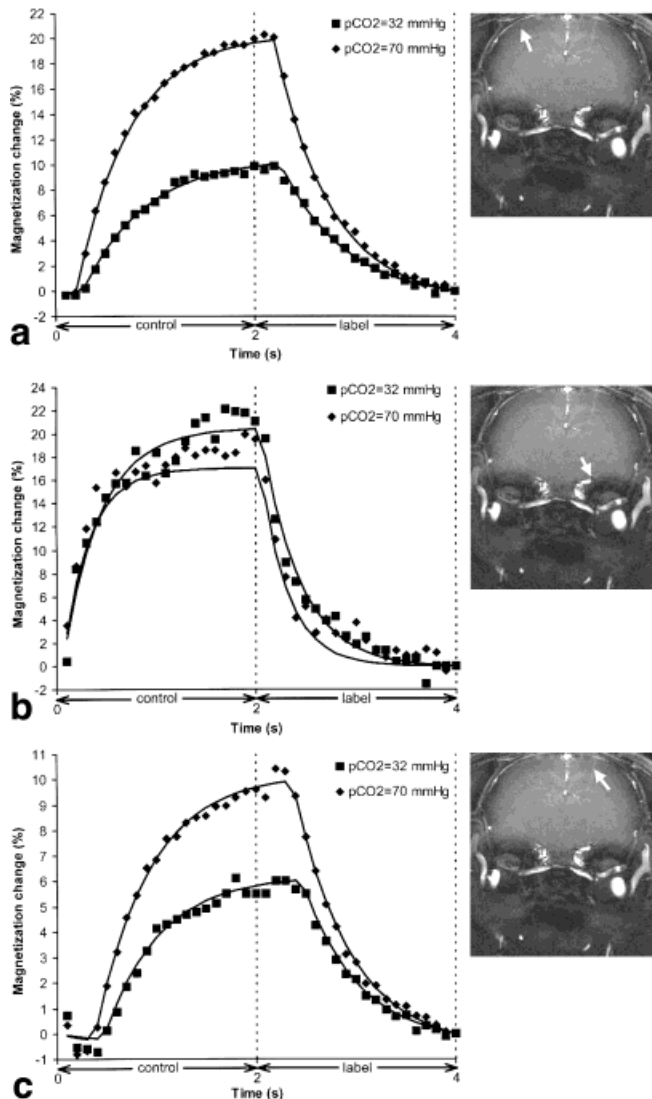 22
20
18
16
14
12
10
8
6
4
2
0
-2
Magnetization change (%)
■ pCO2=32 mmHg
◆ pCO2=70 mmHg
control
label
0
2
4
Time (s)
a
24
22
20
18
16
14
12
10
8
6
4
2
0
-2
Magnetization change (%)
■ pCO2=32 mmHg
◆ pCO2=70 mmHg
control
label
0
2
4
Time (s)
b
11
10
9
8
7
6
5
4
3
2
1
0
-1
Magnetization change (%)
■ pCO2=32 mmHg
◆ pCO2=70 mmHg
control
label
0
2
4
Time (s)
c